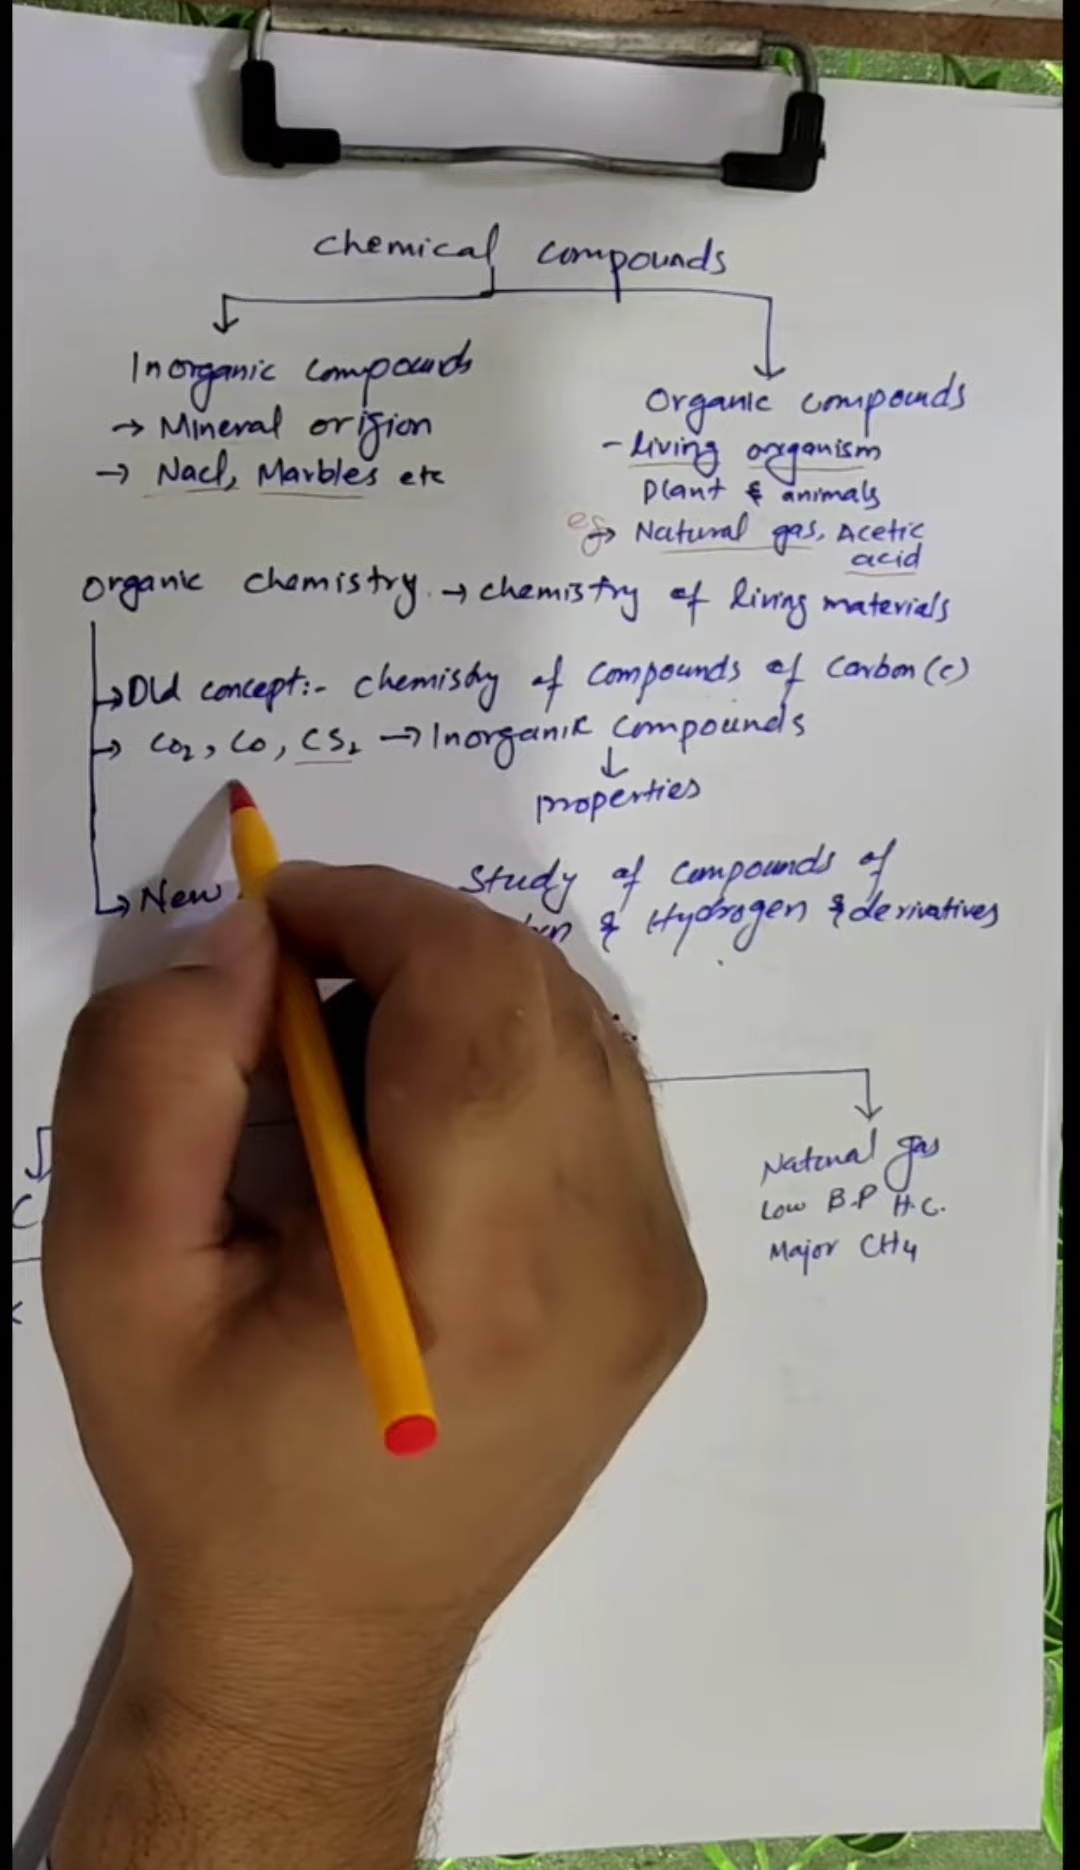 chemical compounds
Inorganic compounds
→ Mineral origion
→ Nacl, Marbles etc
Organic compounds
- living organism
plant & animals
eg → Natural gas, Acetic
acid
organic chemistry → chemistry of living materials
→ Old concept:- chemistry of compounds of carbon (c)
→ CO2, CO, CS2 → Inorganic compounds
↓
properties
→ New
study of compounds of
& Hydrogen & derivatives
Natural gas
Low B.P H.C.
Major CH4